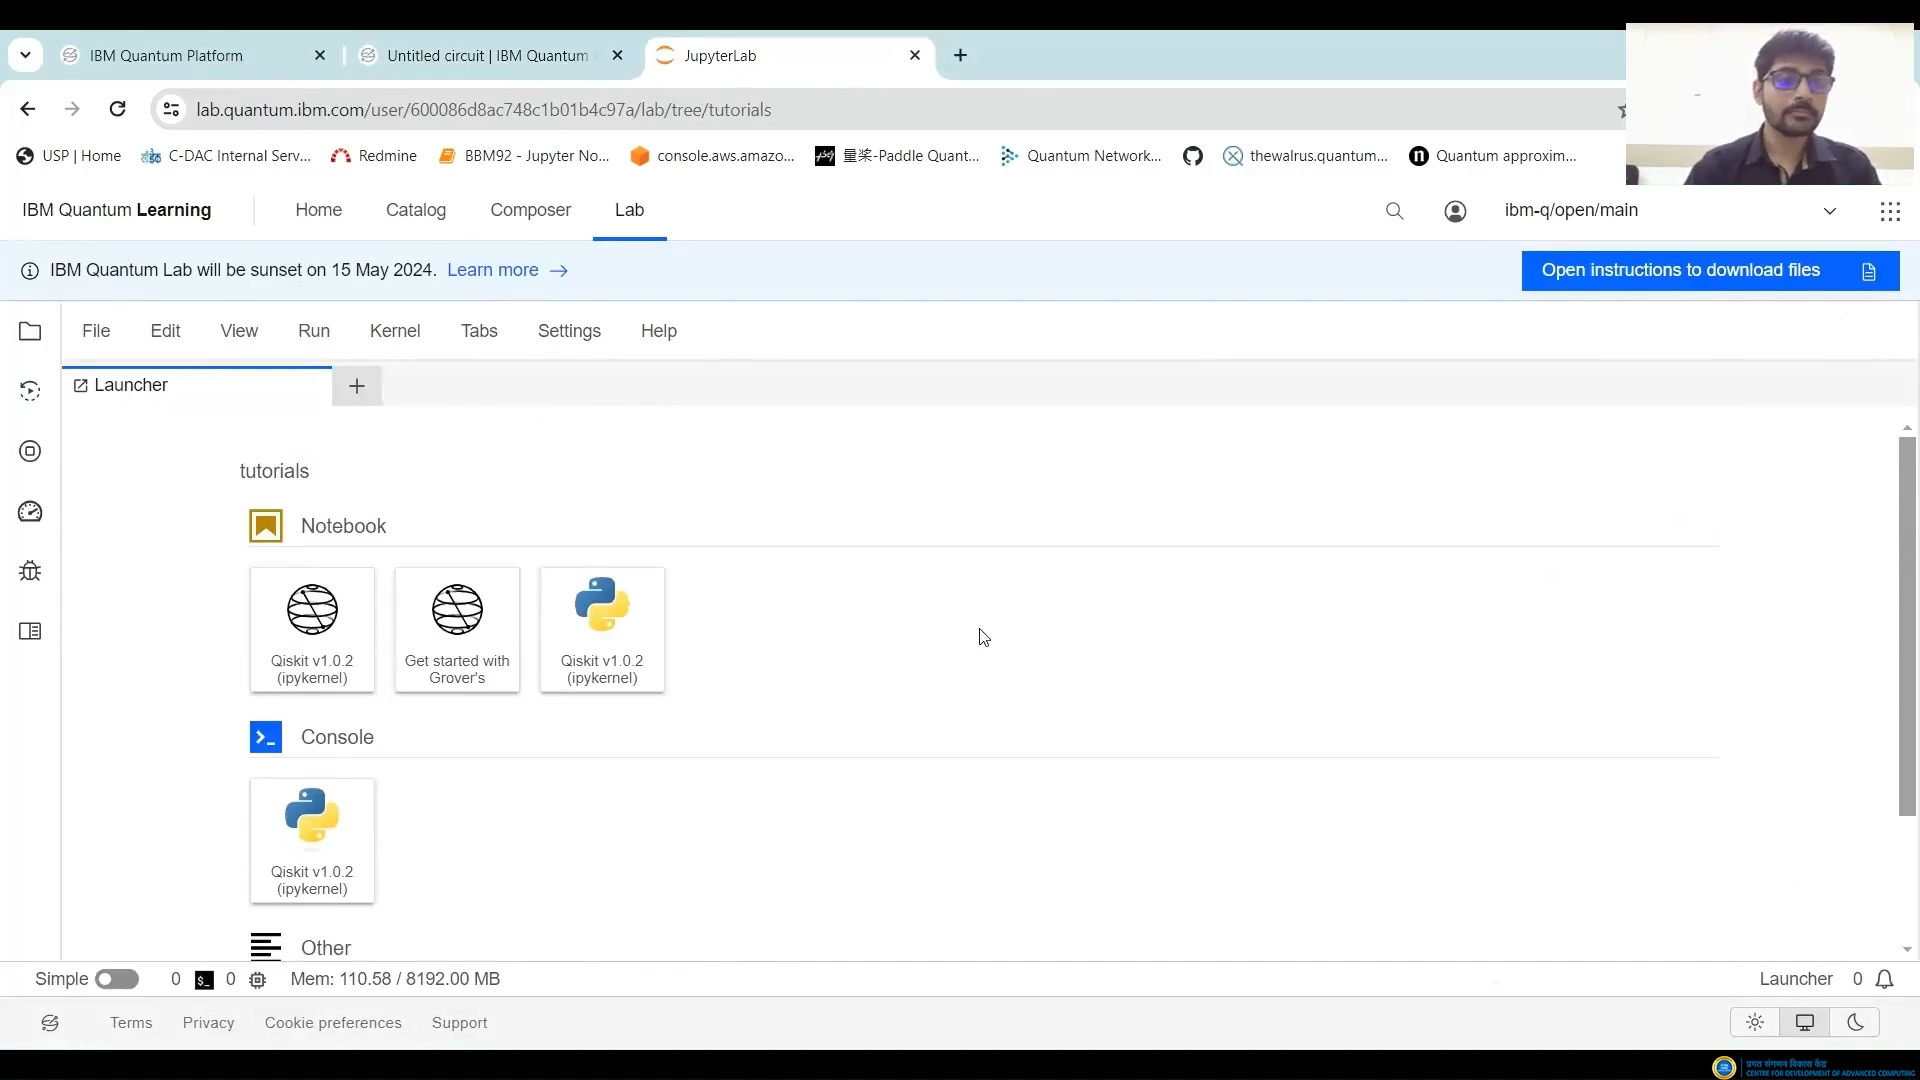 IBM Quantum Platform
Untitled circuit | IBM Quantum
JupyterLab
lab.quantum.ibm.com/user/600086d8ac748c1b01b4c97a/lab/tree/tutorials
USP | Home
C-DAC Internal Serv...
Redmine
BBM92 - Jupyter No...
console.aws.amazo...
量桨-Paddle Quant...
Quantum Network...
thewalrus.quantum...
Quantum approxim...
IBM Quantum Learning
Home
Catalog
Composer
Lab
ibm-q/open/main
IBM Quantum Lab will be sunset on 15 May 2024. Learn more →
Open instructions to download files
File
Edit
View
Run
Kernel
Tabs
Settings
Help
Launcher
tutorials
Notebook
Qiskit v1.0.2
(ipykernel)
Get started with
Grover's
Qiskit v1.0.2
(ipykernel)
Console
Qiskit v1.0.2
(ipykernel)
Other
Simple
0
$_
0
Mem: 110.58 / 8192.00 MB
Launcher
0
Terms
Privacy
Cookie preferences
Support
प्रगत संगणन विकास केंद्र
CENTRE FOR DEVELOPMENT OF ADVANCED COMPUTING